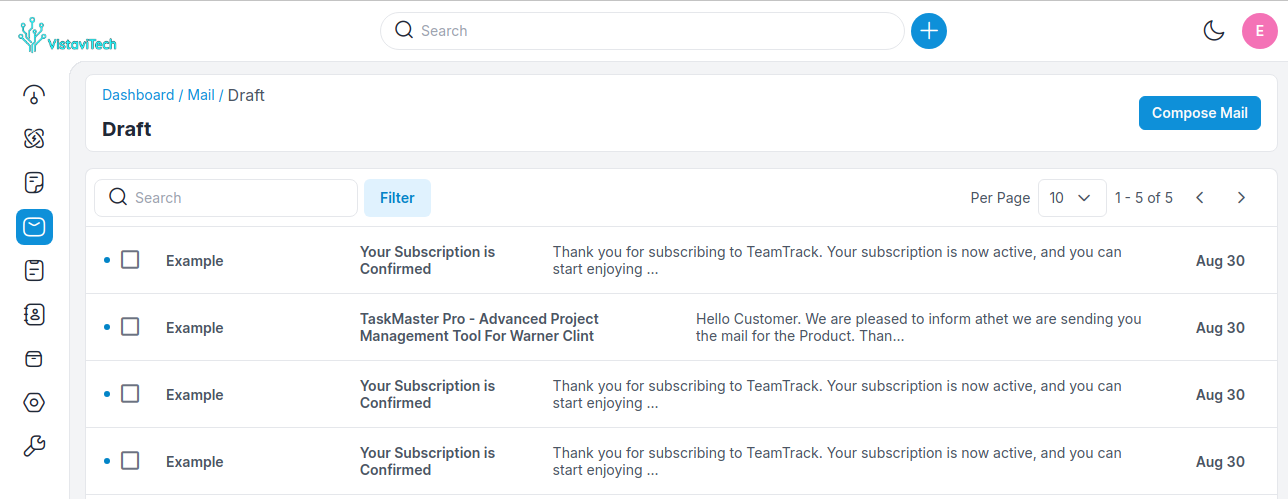 VistaviTech
Search
E
Dashboard / Mail / Draft
Draft
Compose Mail
Search
Filter
Per Page
10
1 - 5 of 5
Example
Your Subscription is
Confirmed
Thank you for subscribing to TeamTrack. Your subscription is now active, and you can
start enjoying ...
Aug 30
Example
TaskMaster Pro - Advanced Project
Management Tool For Warner Clint
Hello Customer. We are pleased to inform athet we are sending you
the mail for the Product. Than...
Aug 30
Example
Your Subscription is
Confirmed
Thank you for subscribing to TeamTrack. Your subscription is now active, and you can
start enjoying ...
Aug 30
Example
Your Subscription is
Confirmed
Thank you for subscribing to TeamTrack. Your subscription is now active, and you can
start enjoying ...
Aug 30